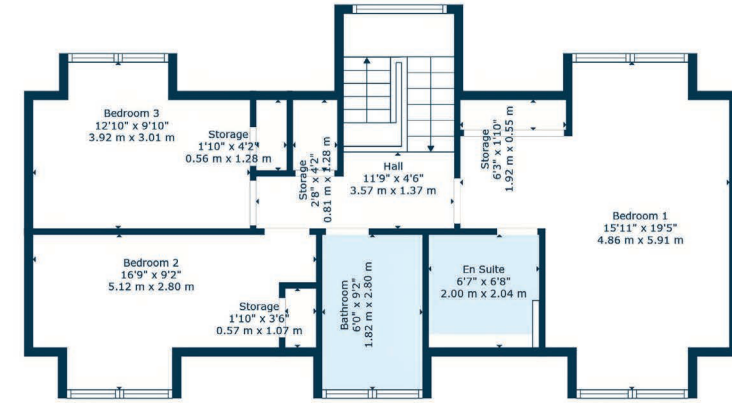 Bedroom 3
12'10" x 9'10"
3.92 m x 3.01 m
Storage
1'10" x 4'2"
0.56 m x 1.28 m
Storage
2'8" x 4'2"
0.81 m x 1.28 m
Hall
11'9" x 4'6"
3.57 m x 1.37 m
Storage
6'3" x 1'10"
1.92 m x 0.55 m
Bedroom 1
15'11" x 19'5"
4.86 m x 5.91 m
Bedroom 2
16'9" x 9'2"
5.12 m x 2.80 m
Storage
1'10" x 3'6"
0.57 m x 1.07 m
Bathroom
6'0" x 9'2"
1.82 m x 2.80 m
En Suite
6'7" x 6'8"
2.00 m x 2.04 m